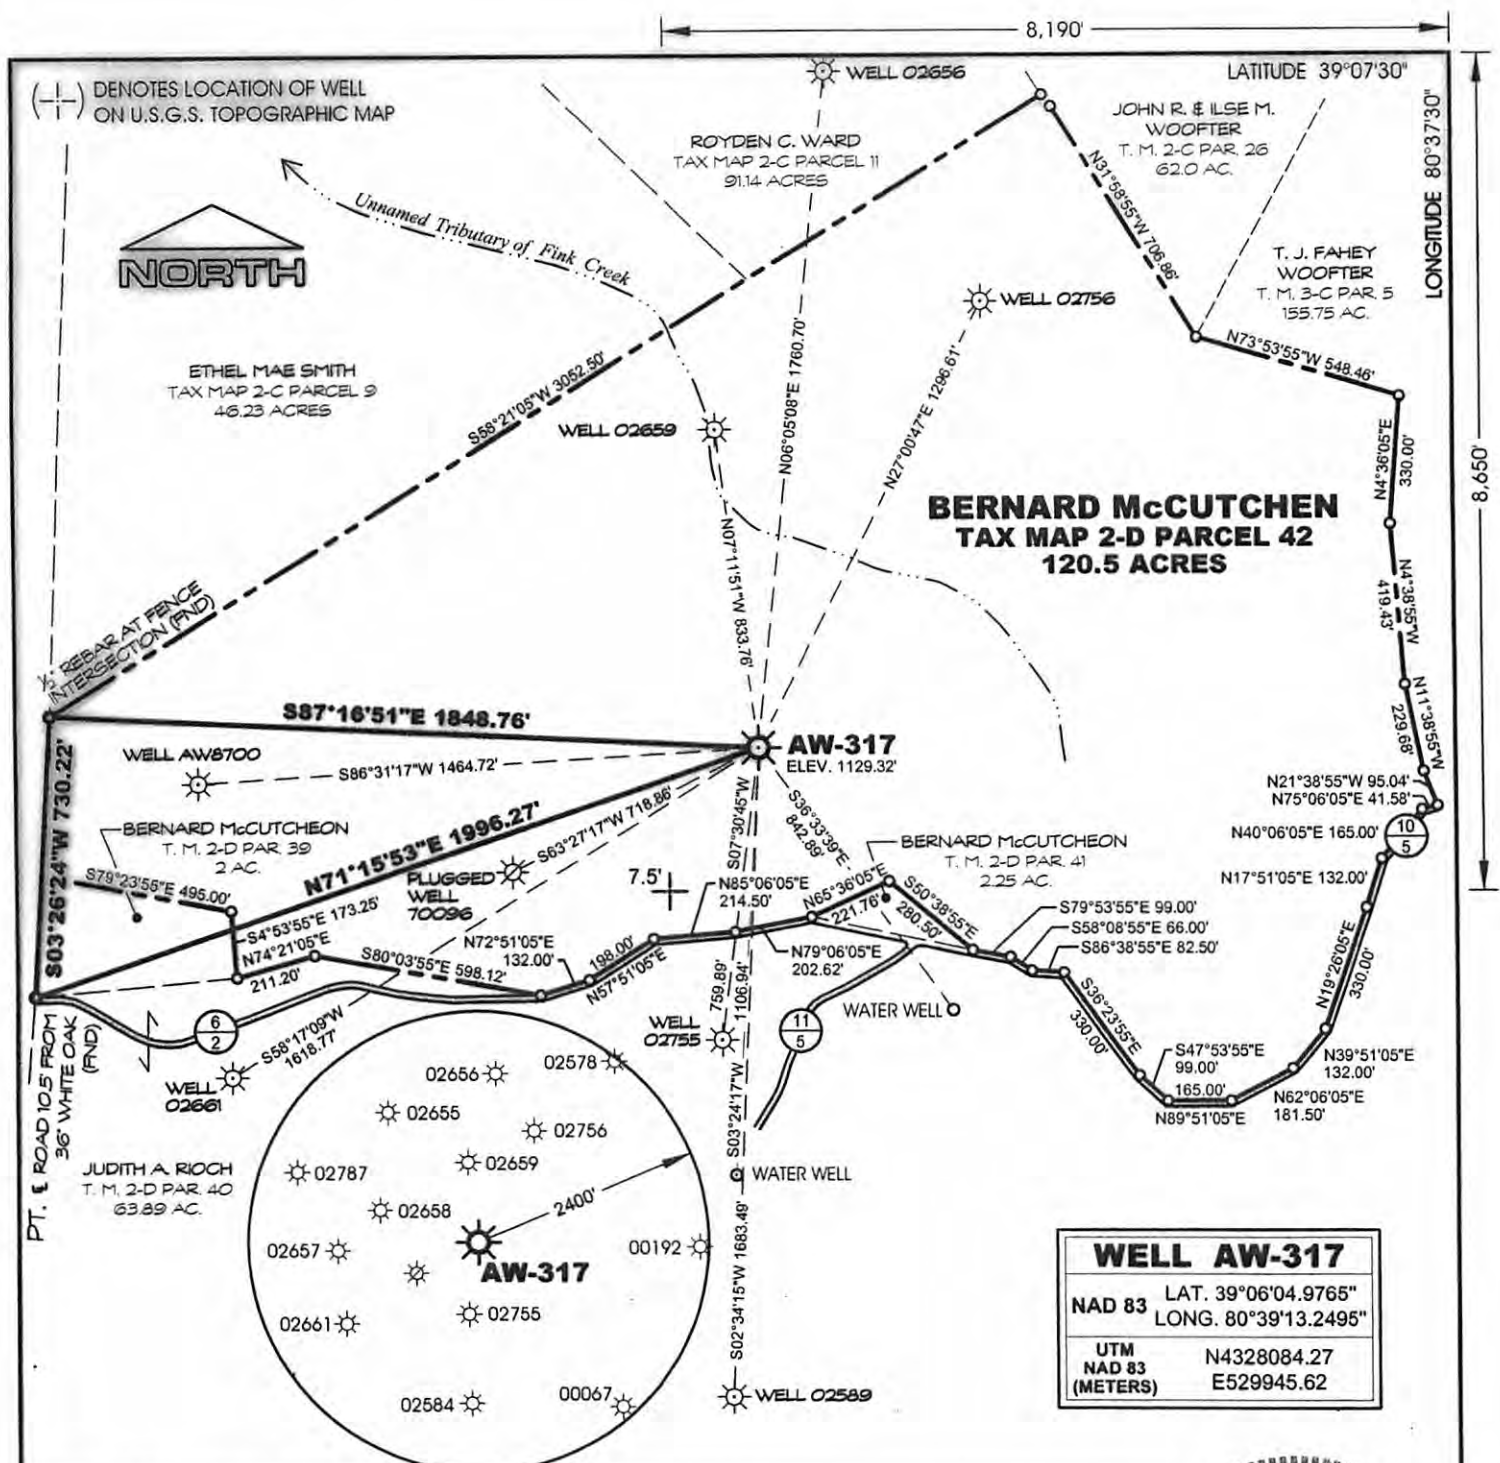 8,190'
DENOTES LOCATION OF WELL
ON U.S.G.S. TOPOGRAPHIC MAP
WELL 02656
LATITUDE 39°07'30"
LONGITUDE 80°37'30"
8,650'
JOHN R. & ILSE M.
WOOFTER
T. M. 2-C PAR. 26
62.0 AC.
ROYDEN C. WARD
TAX MAP 2-C PARCEL 11
91.14 ACRES
N31°58'55"W 706.86'
Unnamed Tributary of Fink Creek
NORTH
T. J. FAHEY
WOOFTER
T. M. 3-C PAR. 5
155.75 AC.
WELL 02756
N73°53'55"W 548.46'
ETHEL MAE SMITH
TAX MAP 2-C PARCEL 9
46.23 ACRES
S58°21'05"W 3052.50'
N06°05'08"E 1760.70'
N27°00'47"E 1296.61'
WELL 02659
N4°36'05"E
330.00'
BERNARD McCUTCHEN
TAX MAP 2-D PARCEL 42
120.5 ACRES
N07°11'51"W 833.76'
N4°38'55"W
419.43'
½" REBAR AT FENCE
INTERSECTION (FND)
S87°16'51"E 1848.76'
N11°38'55"W
229.68'
WELL AW8700
S86°31'17"W 1464.72'
AW-317
ELEV. 1129.32'
S03°26'24"W 730.22'
N71°15'53"E 1996.27'
S63°27'17"W 718.86'
S07°30'45"W
S36°33'39"E
842.89'
N21°38'55"W 95.04'
N75°06'05"E 41.58'
N40°06'05"E 165.00'
10
5
BERNARD McCUTCHEON
T. M. 2-D PAR. 39
2 AC.
BERNARD McCUTCHEON
T. M. 2-D PAR. 41
2.25 AC.
S79°23'55"E 495.00'
PLUGGED
WELL
70096
7.5'
N85°06'05"E
214.50'
N65°36'05"E
221.76'
S50°38'55"E
280.50'
N17°51'05"E 132.00'
S4°53'55"E 173.25'
N74°21'05"E
211.20'
S80°03'55"E 598.12'
N72°51'05"E
132.00'
198.00'
N57°51'05"E
N79°06'05"E
202.62'
S79°53'55"E 99.00'
S58°08'55"E 66.00'
S86°38'55"E 82.50'
N19°26'05"E
330.00'
759.89'
1106.94'
WATER WELL
S36°23'55"E
330.00'
PT. ℄ ROAD 10.5' FROM
36" WHITE OAK
(FND)
6
2
S58°17'09"W
1618.77'
WELL
02661
WELL
02755
11
5
S47°53'55"E
99.00'
165.00'
N89°51'05"E
N39°51'05"E
132.00'
N62°06'05"E
181.50'
02578
02656
02655
02756
02659
02787
02658
02657
2400'
00192
AW-317
02755
02661
02584
00067
S03°24'17"W
WATER WELL
JUDITH A. RIOCH
T. M. 2-D PAR. 40
63.89 AC.
S02°34'15"W 1683.49'
WELL 02589
WELL AW-317
NAD 83
LAT. 39°06'04.9765"
LONG. 80°39'13.2495"
UTM
NAD 83
(METERS)
N4328084.27
E529945.62